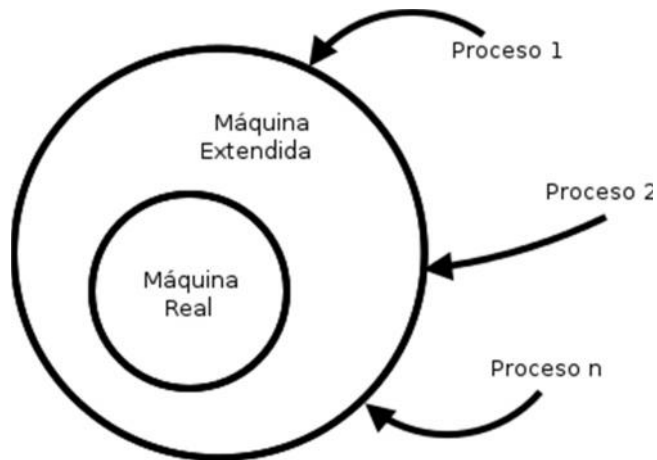 Proceso 1
Máquina
Extendida
Proceso 2
Máquina
Real
Proceso n